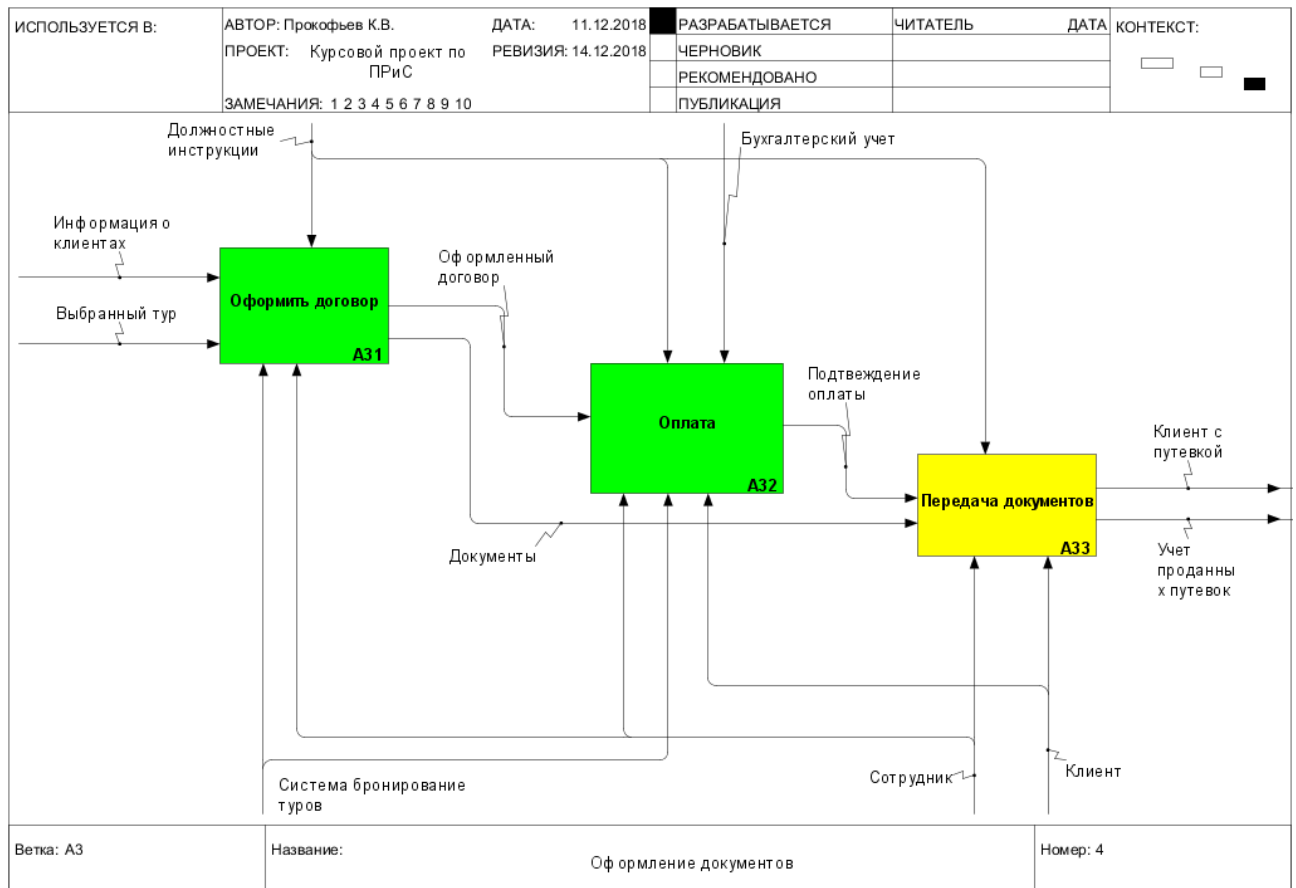 ИСПОЛЬЗУЕТСЯ В:
АВТОР: Прокофьев К.В.
ДАТА: 11.12.2018
ПРОЕКТ: Курсовой проект по
ПРиС
РЕВИЗИЯ: 14.12.2018
ЗАМЕЧАНИЯ: 1 2 3 4 5 6 7 8 9 10
РАЗРАБАТЫВАЕТСЯ
ЧЕРНОВИК
РЕКОМЕНДОВАНО
ПУБЛИКАЦИЯ
ЧИТАТЕЛЬ ДАТА
КОНТЕКСТ:
Должностные
инструкции
Бухгалтерский учет
Информация о
клиентах
Выбранный тур
Оформить договор
А31
Оформленный
договор
Оплата
А32
Подтвеждение
оплаты
Передача документов
А33
Клиент с
путевкой
Учет
проданны
х путевок
Документы
Система бронирование
туров
Сотрудник
Клиент
Ветка: А3
Название:
Оформление документов
Номер: 4